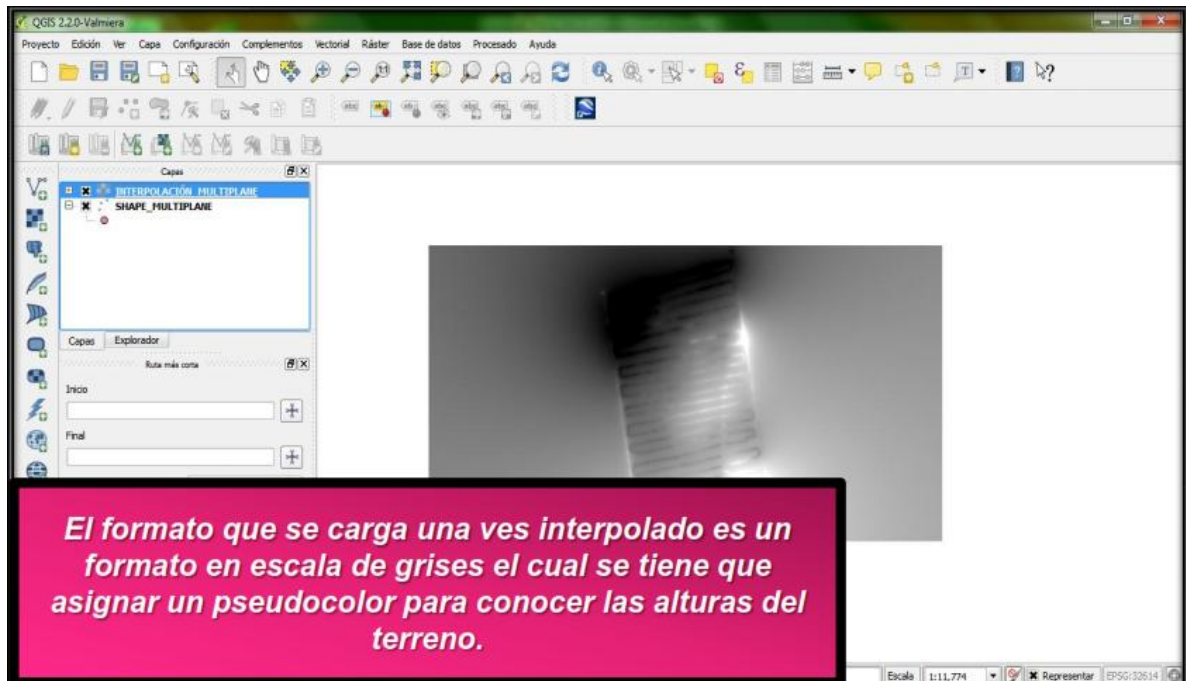 QGIS 2.2.0-Valmiera
Proyecto Edición Ver Capa Configuración Complementos Vectorial Ráster Base de datos Procesado Ayuda
Capas
INTERPOLACIÓN_MULTIPLANE
SHAPE_MULTIPLANE
Capas Explorador
Ruta más corta
Inicio
Final
El formato que se carga una ves interpolado es un
formato en escala de grises el cual se tiene que
asignar un pseudocolor para conocer las alturas del
terreno.
Escala 1:11,774 Representar EPSG:32614